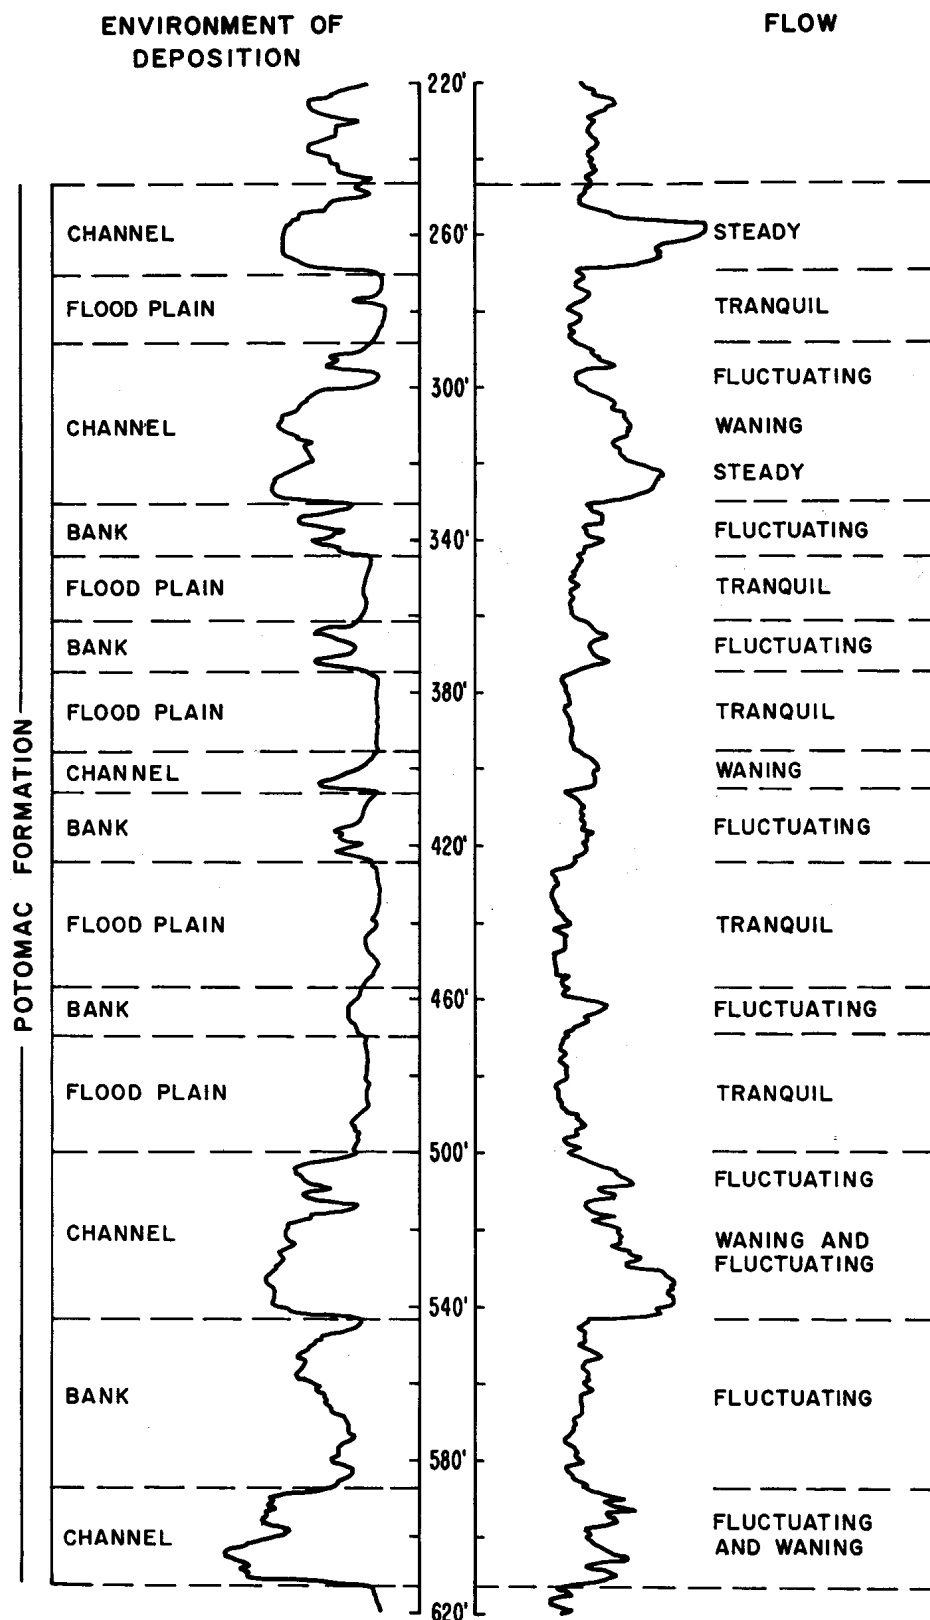 ENVIRONMENT OF
DEPOSITION
FLOW
POTOMAC FORMATION
220'
CHANNEL
260'
STEADY
FLOOD PLAIN
TRANQUIL
FLUCTUATING
300'
CHANNEL
WANING
STEADY
BANK
340'
FLUCTUATING
FLOOD PLAIN
TRANQUIL
BANK
FLUCTUATING
380'
FLOOD PLAIN
TRANQUIL
CHANNEL
WANING
BANK
420'
FLUCTUATING
FLOOD PLAIN
TRANQUIL
460'
BANK
FLUCTUATING
FLOOD PLAIN
TRANQUIL
500'
FLUCTUATING
CHANNEL
WANING AND
FLUCTUATING
540'
BANK
FLUCTUATING
580'
CHANNEL
FLUCTUATING
AND WANING
620'